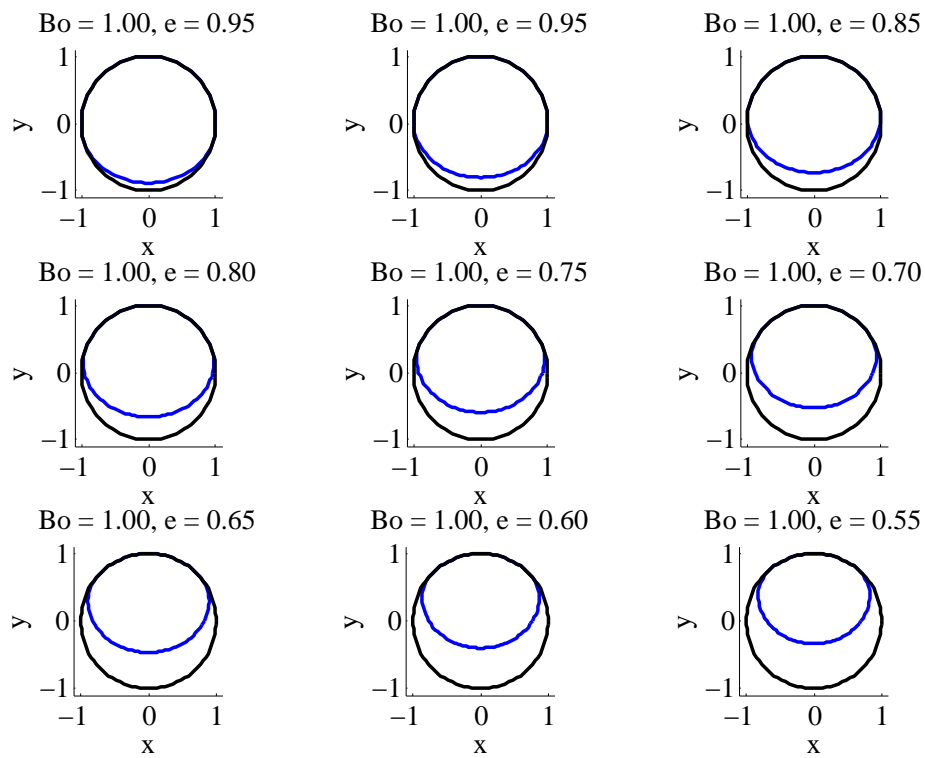 Bo = 1.00, e = 0.95
Bo = 1.00, e = 0.95
Bo = 1.00, e = 0.85
1
0
−1
y
−1 0 1
x
1
0
−1
y
−1 0 1
x
1
0
−1
y
−1 0 1
x
Bo = 1.00, e = 0.80
Bo = 1.00, e = 0.75
Bo = 1.00, e = 0.70
1
0
−1
y
−1 0 1
x
1
0
−1
y
−1 0 1
x
1
0
−1
y
−1 0 1
x
Bo = 1.00, e = 0.65
Bo = 1.00, e = 0.60
Bo = 1.00, e = 0.55
1
0
−1
y
−1 0 1
x
1
0
−1
y
−1 0 1
x
1
0
−1
y
−1 0 1
x